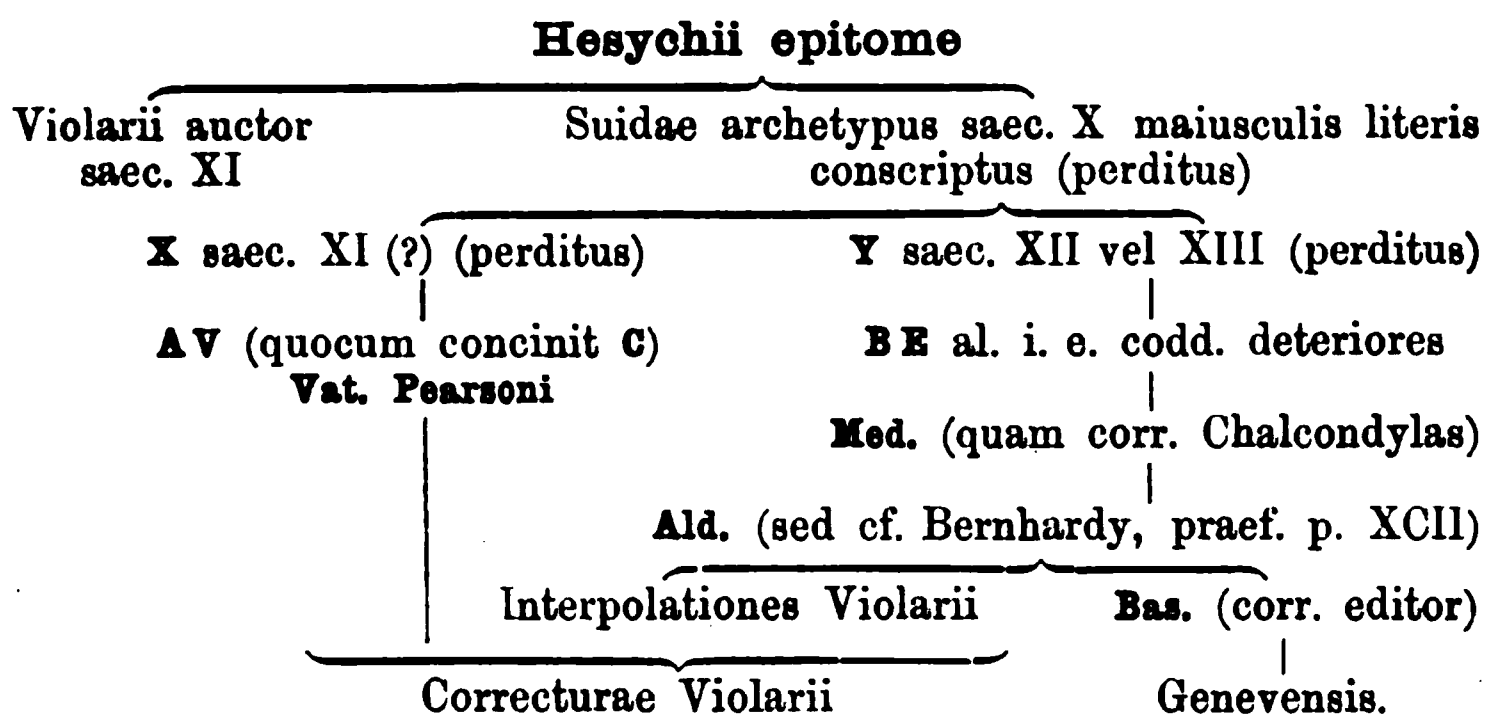 Hesychii epitome
Violarii auctor
saec. XI
Suidae archetypus saec. X maiusculis literis
conscriptus (perditus)
X saec. XI (?) (perditus)
Y saec. XII vel XIII (perditus)
A V (quocum concinit C)
Vat. Pearsoni
B E al. i. e. codd. deteriores
Med. (quam corr. Chalcondylas)
Ald. (sed cf. Bernhardy, praef. p. XCII)
Interpolationes Violarii
Bas. (corr. editor)
Correcturae Violarii
Genevensis.